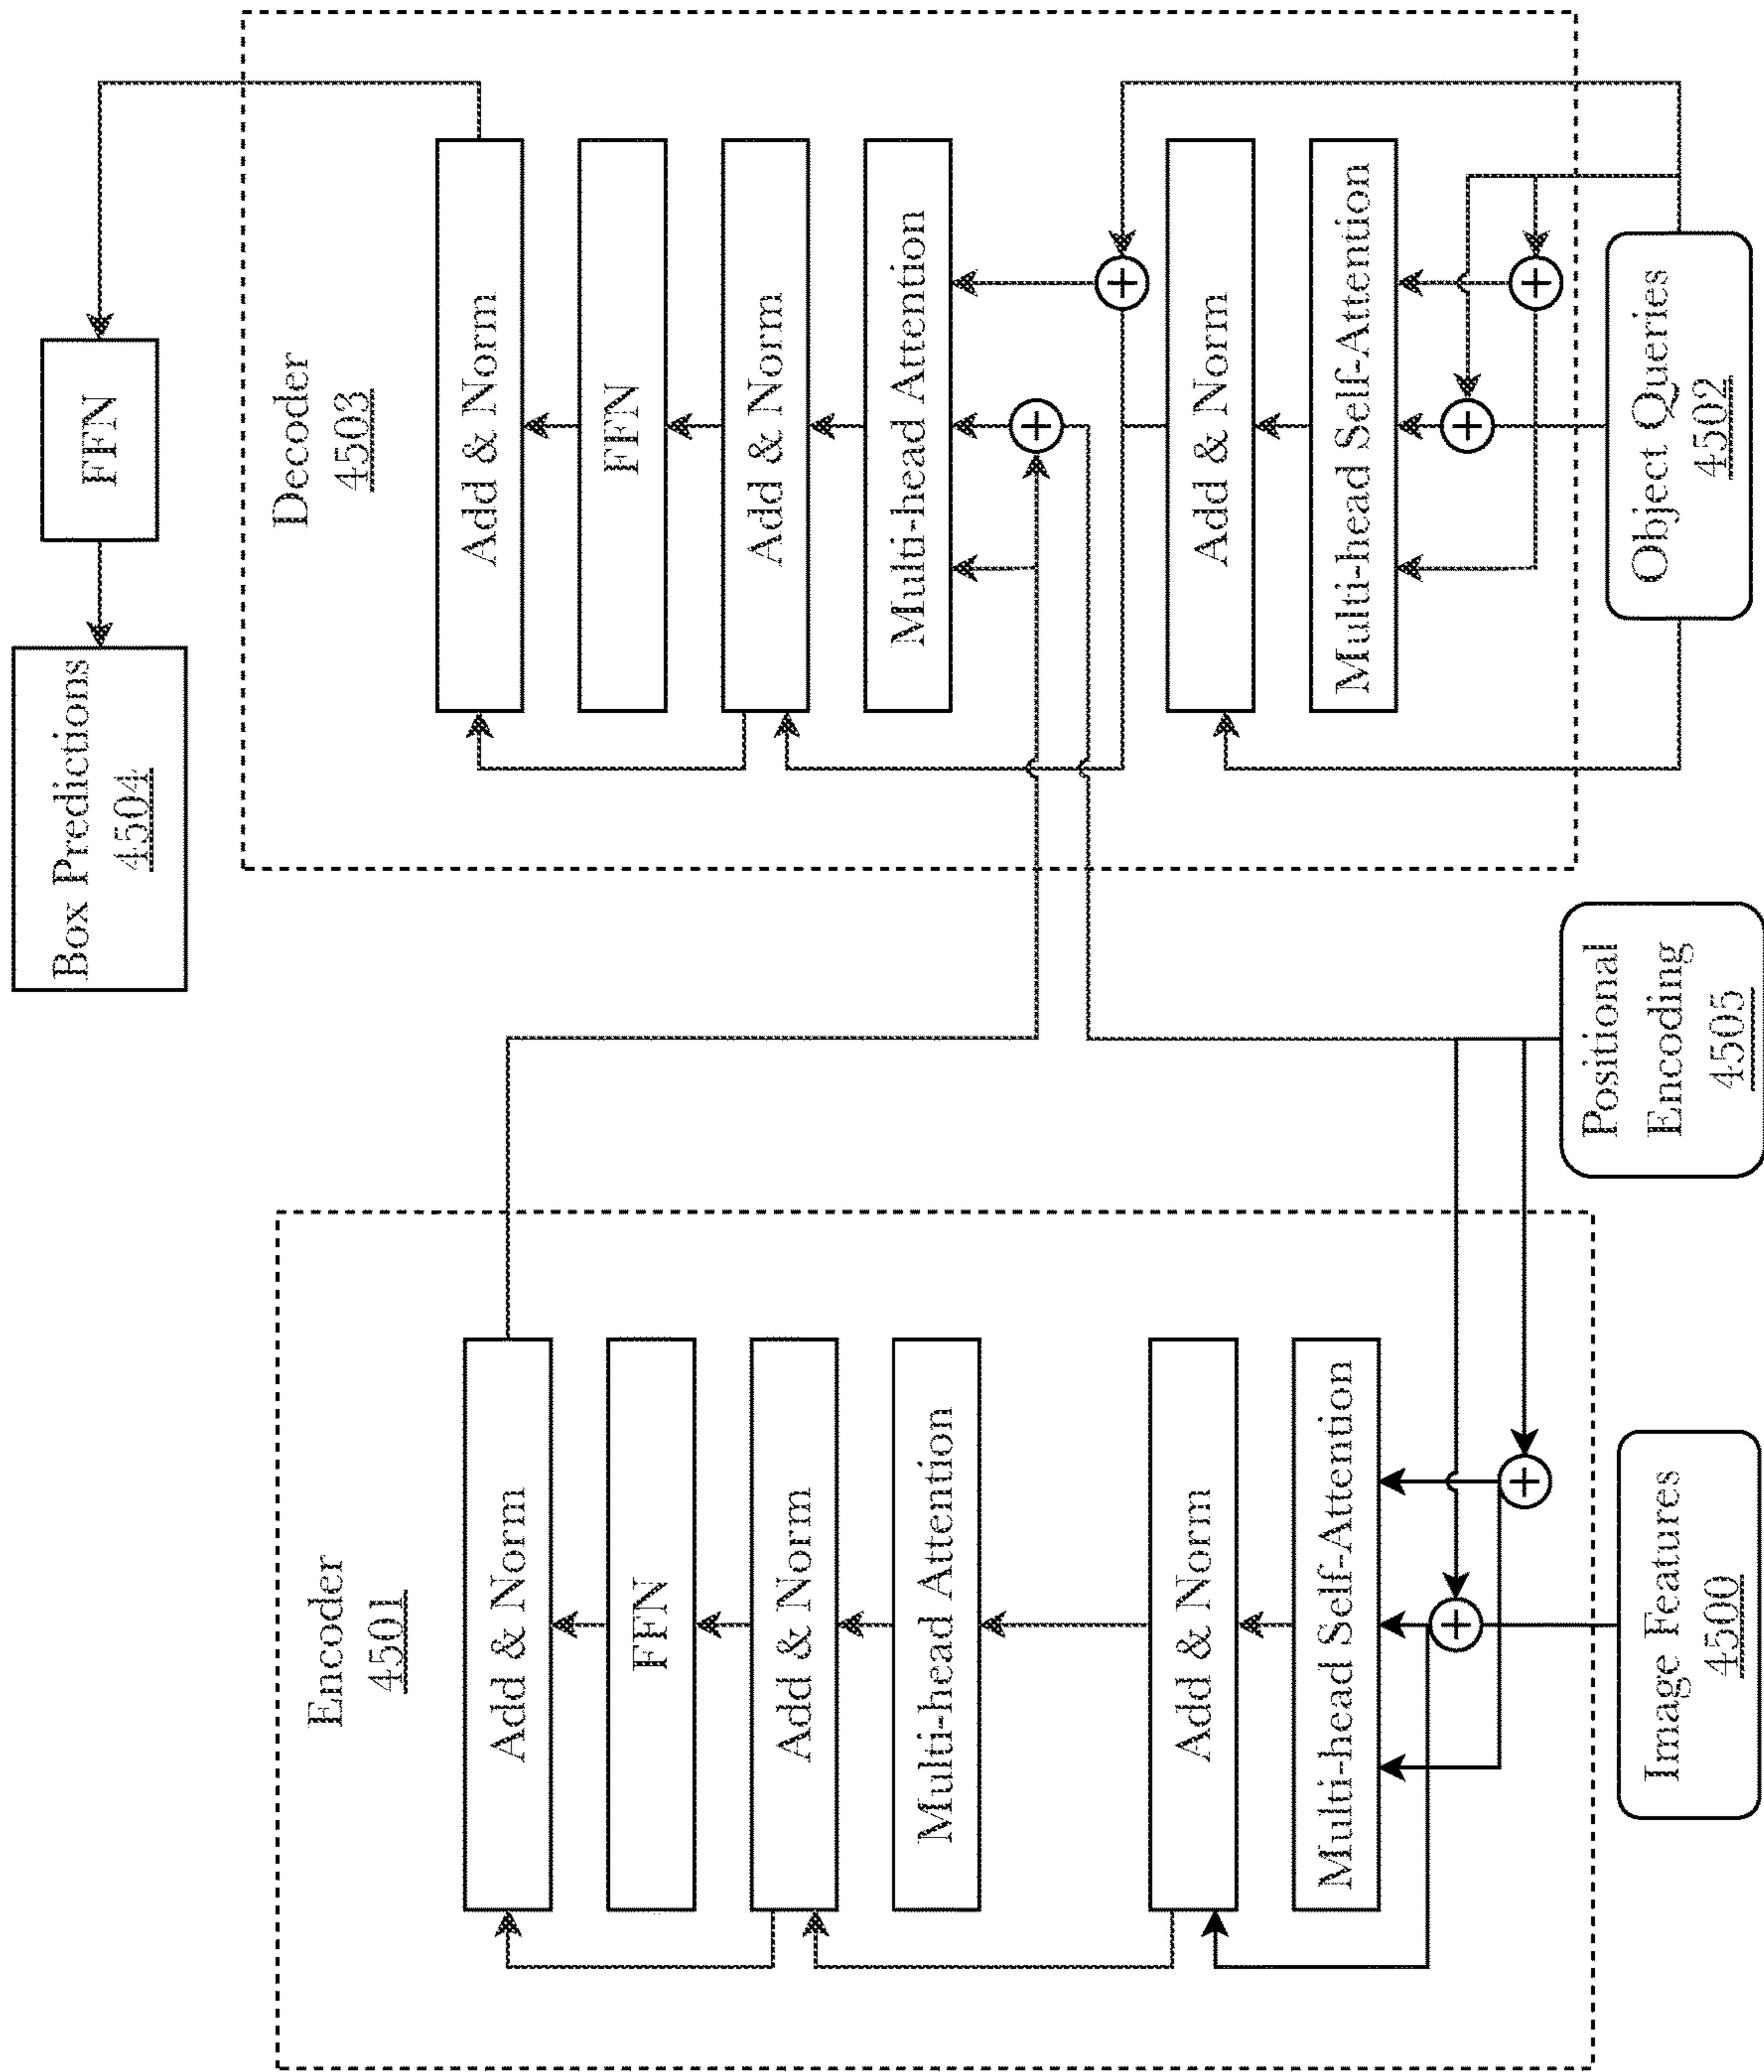 Encoder
4501
Add & Norm
FFN
Add & Norm
Multi-head Attention
Add & Norm
Multi-head Self-Attention
Image Features
4500
Positional
Encoding
4505
Box Predictions
4504
FFN
Decoder
4503
Add & Norm
FFN
Add & Norm
Multi-head Attention
Add & Norm
Multi-head Self-Attention
Object Queries
4502